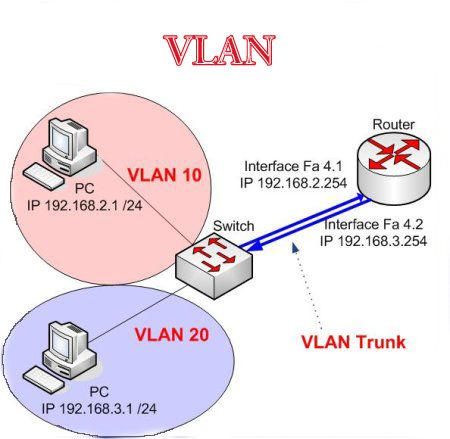 VLAN
Router
Interface Fa 4.1
IP 192.168.2.254
VLAN 10
PC
IP 192.168.2.1 /24
Interface Fa 4.2
IP 192.168.3.254
Switch
VLAN 20
VLAN Trunk
PC
IP 192.168.3.1 /24